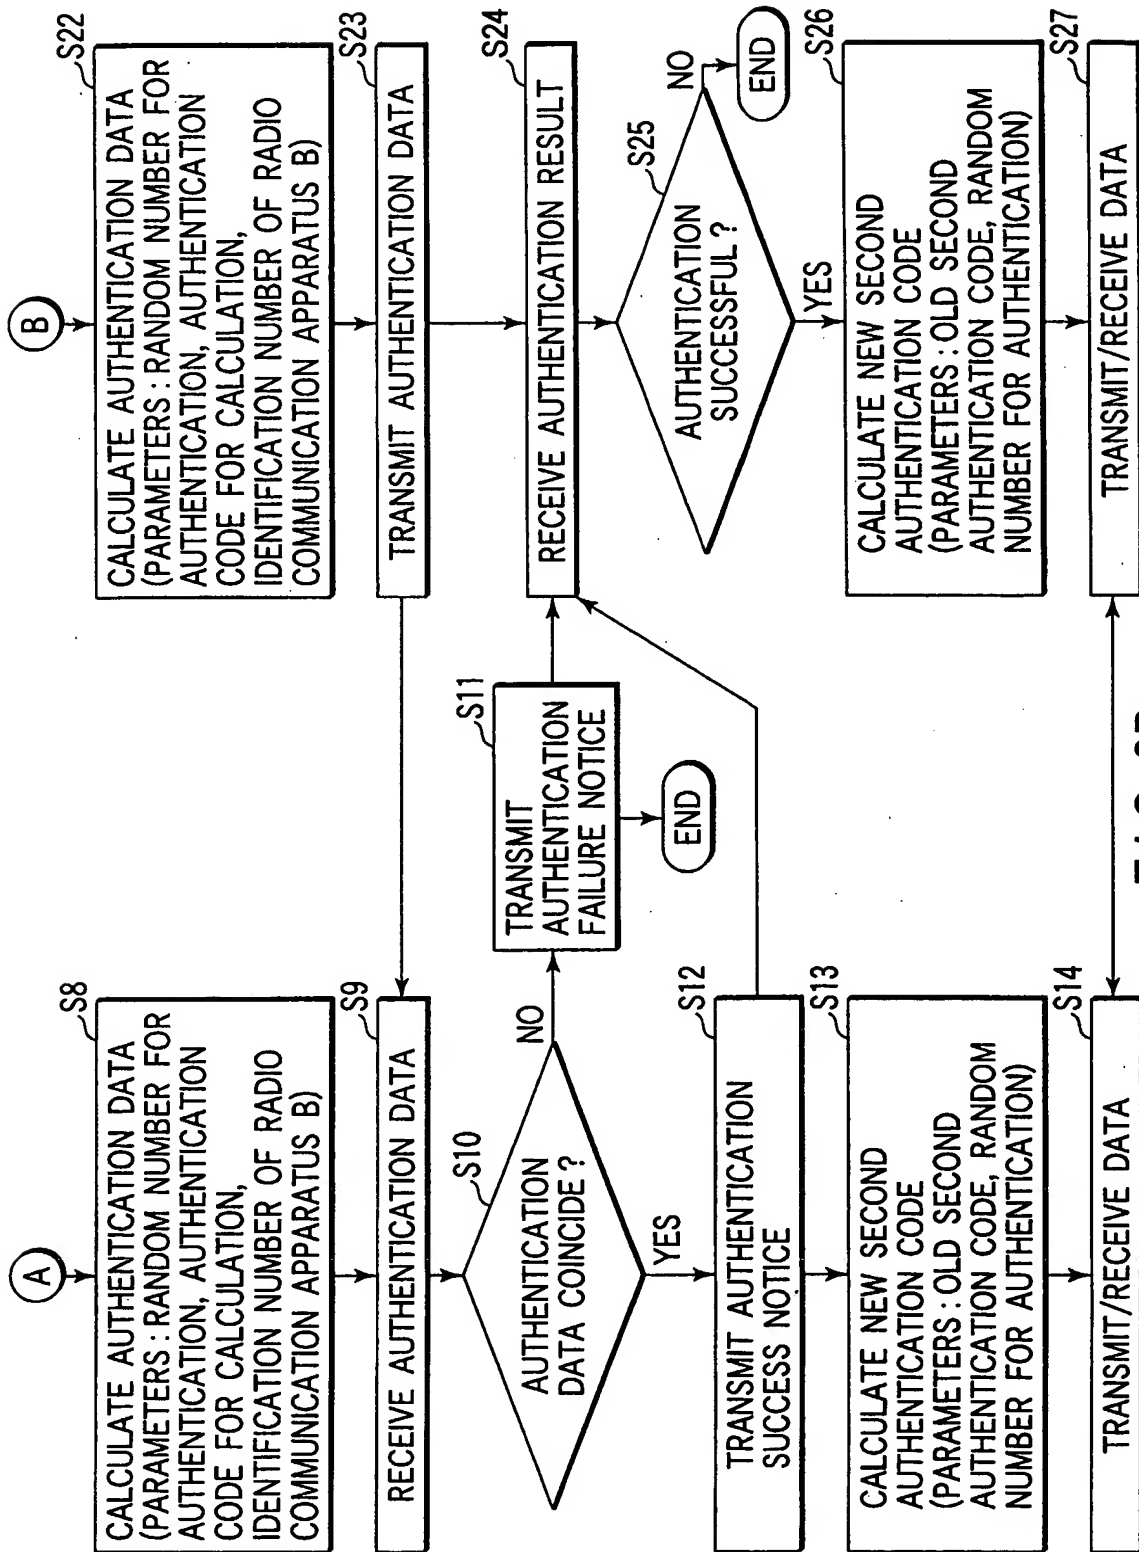 A
CALCULATE AUTHENTICATION DATA
(PARAMETERS : RANDOM NUMBER FOR
AUTHENTICATION, AUTHENTICATION
CODE FOR CALCULATION,
IDENTIFICATION NUMBER OF RADIO
COMMUNICATION APPARATUS B)
S8
RECEIVE AUTHENTICATION DATA
S9
AUTHENTICATION
DATA COINCIDE ?
S10
NO
YES
TRANSMIT
AUTHENTICATION
FAILURE NOTICE
S11
END
TRANSMIT AUTHENTICATION
SUCCESS NOTICE
S12
CALCULATE NEW SECOND
AUTHENTICATION CODE
(PARAMETERS : OLD SECOND
AUTHENTICATION CODE, RANDOM
NUMBER FOR AUTHENTICATION)
S13
TRANSMIT/RECEIVE DATA
S14
B
CALCULATE AUTHENTICATION DATA
(PARAMETERS : RANDOM NUMBER FOR
AUTHENTICATION, AUTHENTICATION
CODE FOR CALCULATION,
IDENTIFICATION NUMBER OF RADIO
COMMUNICATION APPARATUS B)
S22
TRANSMIT AUTHENTICATION DATA
S23
RECEIVE AUTHENTICATION RESULT
S24
AUTHENTICATION
SUCCESSFUL ?
S25
NO
END
YES
CALCULATE NEW SECOND
AUTHENTICATION CODE
(PARAMETERS : OLD SECOND
AUTHENTICATION CODE, RANDOM
NUMBER FOR AUTHENTICATION)
S26
TRANSMIT/RECEIVE DATA
S27